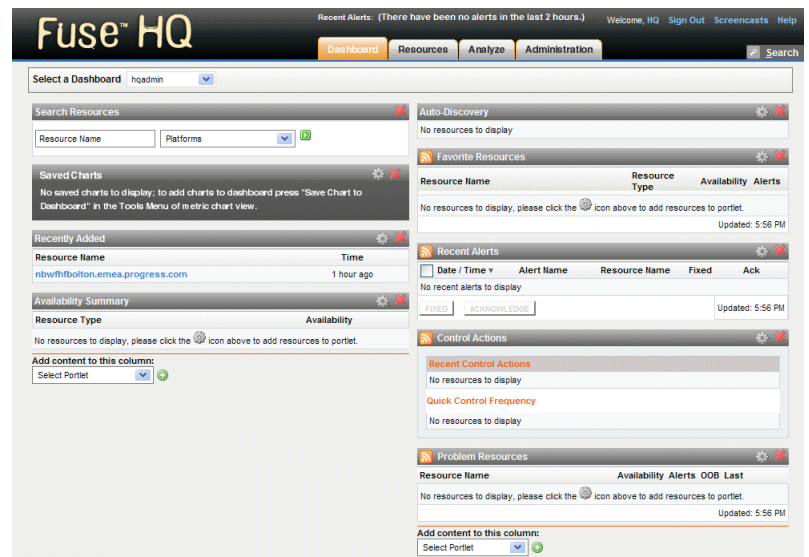 Fuse™ HQ
Recent Alerts: (There have been no alerts in the last 2 hours.)
Welcome, HQ Sign Out Screencasts Help
Dashboard Resources Analyze Administration
Search
Select a Dashboard hqadmin
Search Resources
Resource Name Platforms
Saved Charts
No saved charts to display; to add charts to dashboard press "Save Chart to
Dashboard" in the Tools Menu of metric chart view.
Recently Added
Resource Name Time
nbwfhfbolton.emea.progress.com 1 hour ago
Availability Summary
Resource Type Availability
No resources to display, please click the icon above to add resources to portlet.
Add content to this column:
Select Portlet
Auto-Discovery
No resources to display
Favorite Resources
Resource Name Resource Type Availability Alerts
No resources to display, please click the icon above to add resources to portlet.
Updated: 5:56 PM
Recent Alerts
Date / Time Alert Name Resource Name Fixed Ack
No recent alerts to display
FIXED ACKNOWLEDGE Updated: 5:56 PM
Control Actions
Recent Control Actions
No resources to display
Quick Control Frequency
No resources to display
Problem Resources
Resource Name Availability Alerts OOB Last
No resources to display, please click the icon above to add resources to portlet.
Updated: 5:56 PM
Add content to this column:
Select Portlet